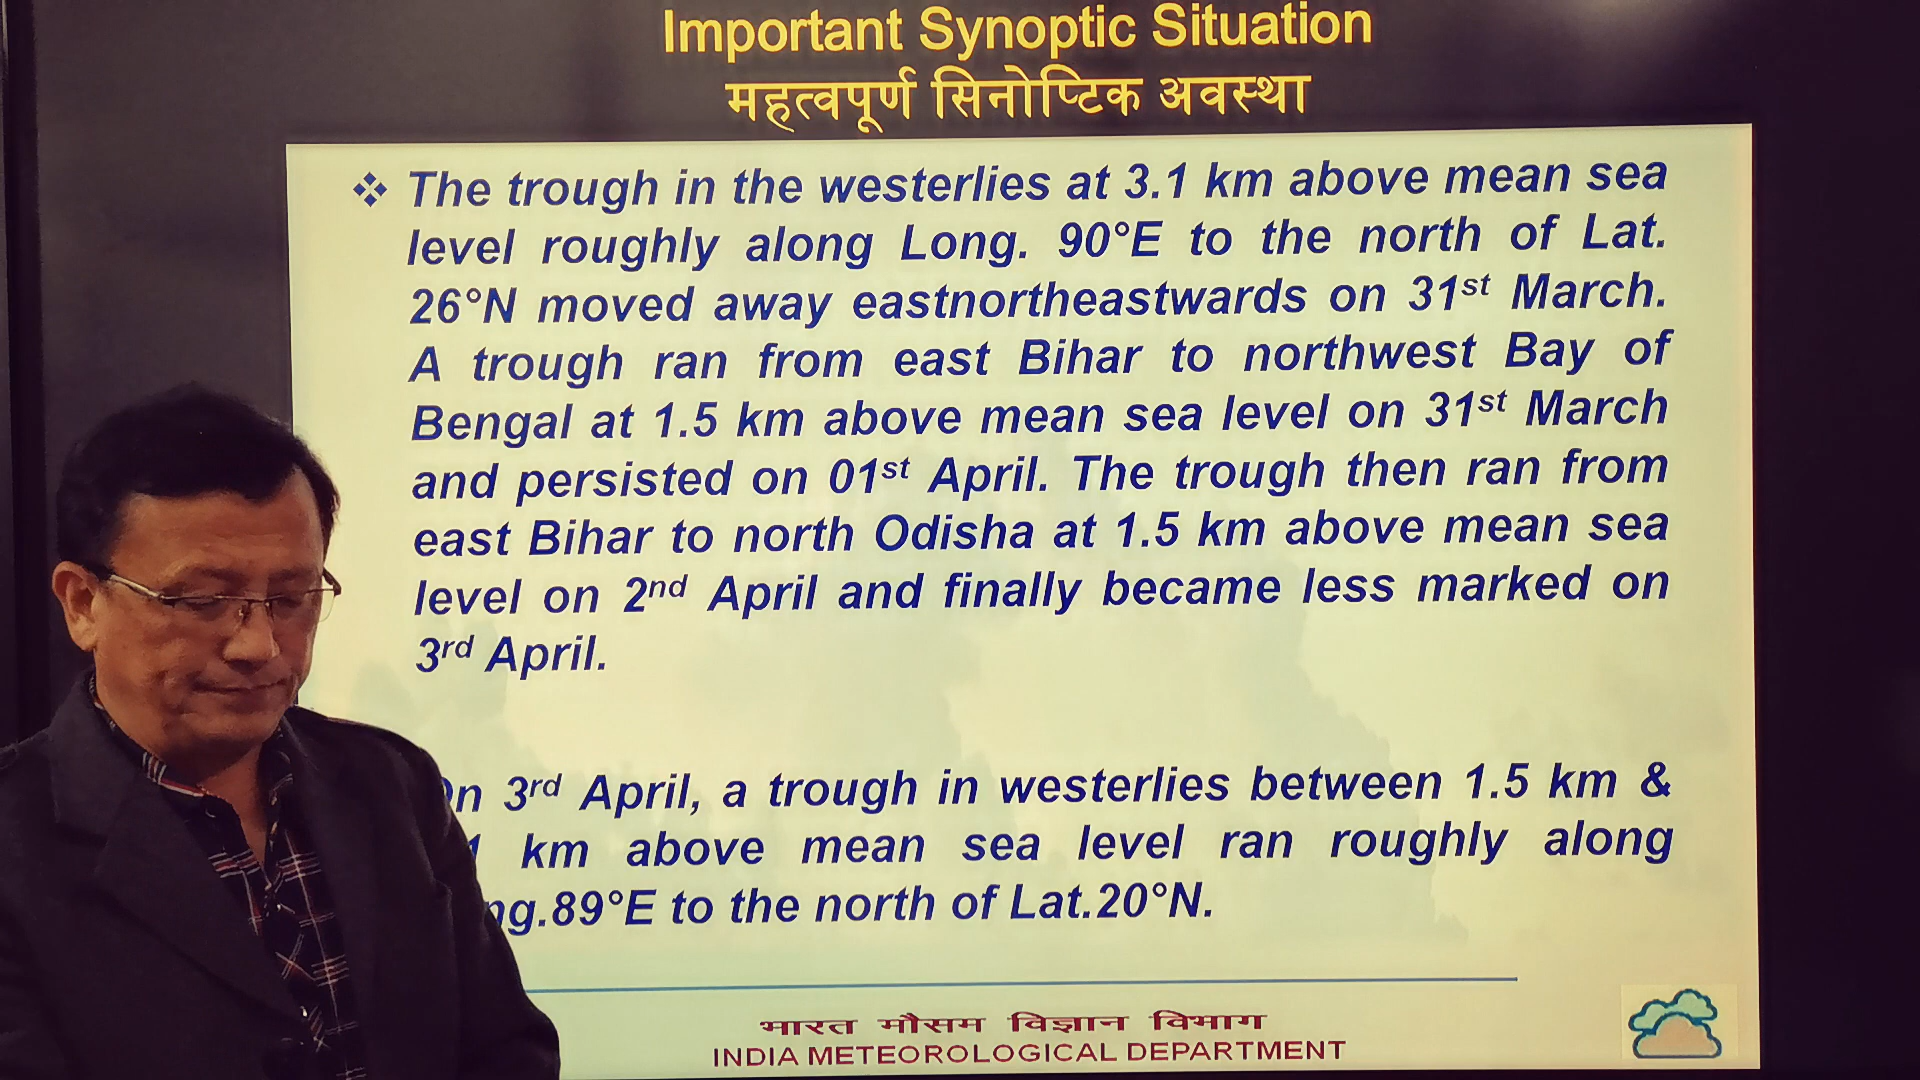 Important Synoptic Situation
महत्वपूर्ण सिनोप्टिक अवस्था
❖ The trough in the westerlies at 3.1 km above mean sea
level roughly along Long. 90°E to the north of Lat.
26°N moved away eastnortheastwards on 31st March.
A trough ran from east Bihar to northwest Bay of
Bengal at 1.5 km above mean sea level on 31st March
and persisted on 01st April. The trough then ran from
east Bihar to north Odisha at 1.5 km above mean sea
level on 2nd April and finally became less marked on
3rd April.
3rd April, a trough in westerlies between 1.5 km &
km above mean sea level ran roughly along
89°E to the north of Lat.20°N.
भारत मौसम विज्ञान विभाग
INDIA METEOROLOGICAL DEPARTMENT